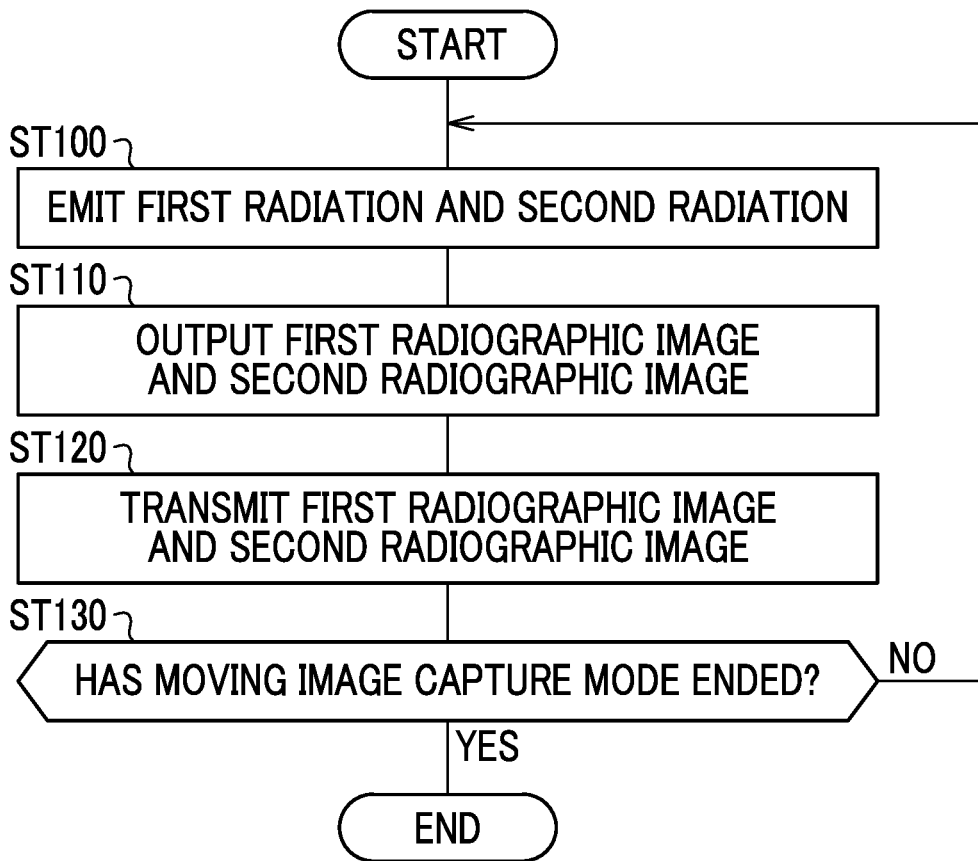 START
ST100
EMIT FIRST RADIATION AND SECOND RADIATION
ST110
OUTPUT FIRST RADIOGRAPHIC IMAGE
AND SECOND RADIOGRAPHIC IMAGE
ST120
TRANSMIT FIRST RADIOGRAPHIC IMAGE
AND SECOND RADIOGRAPHIC IMAGE
ST130
HAS MOVING IMAGE CAPTURE MODE ENDED?
NO
YES
END